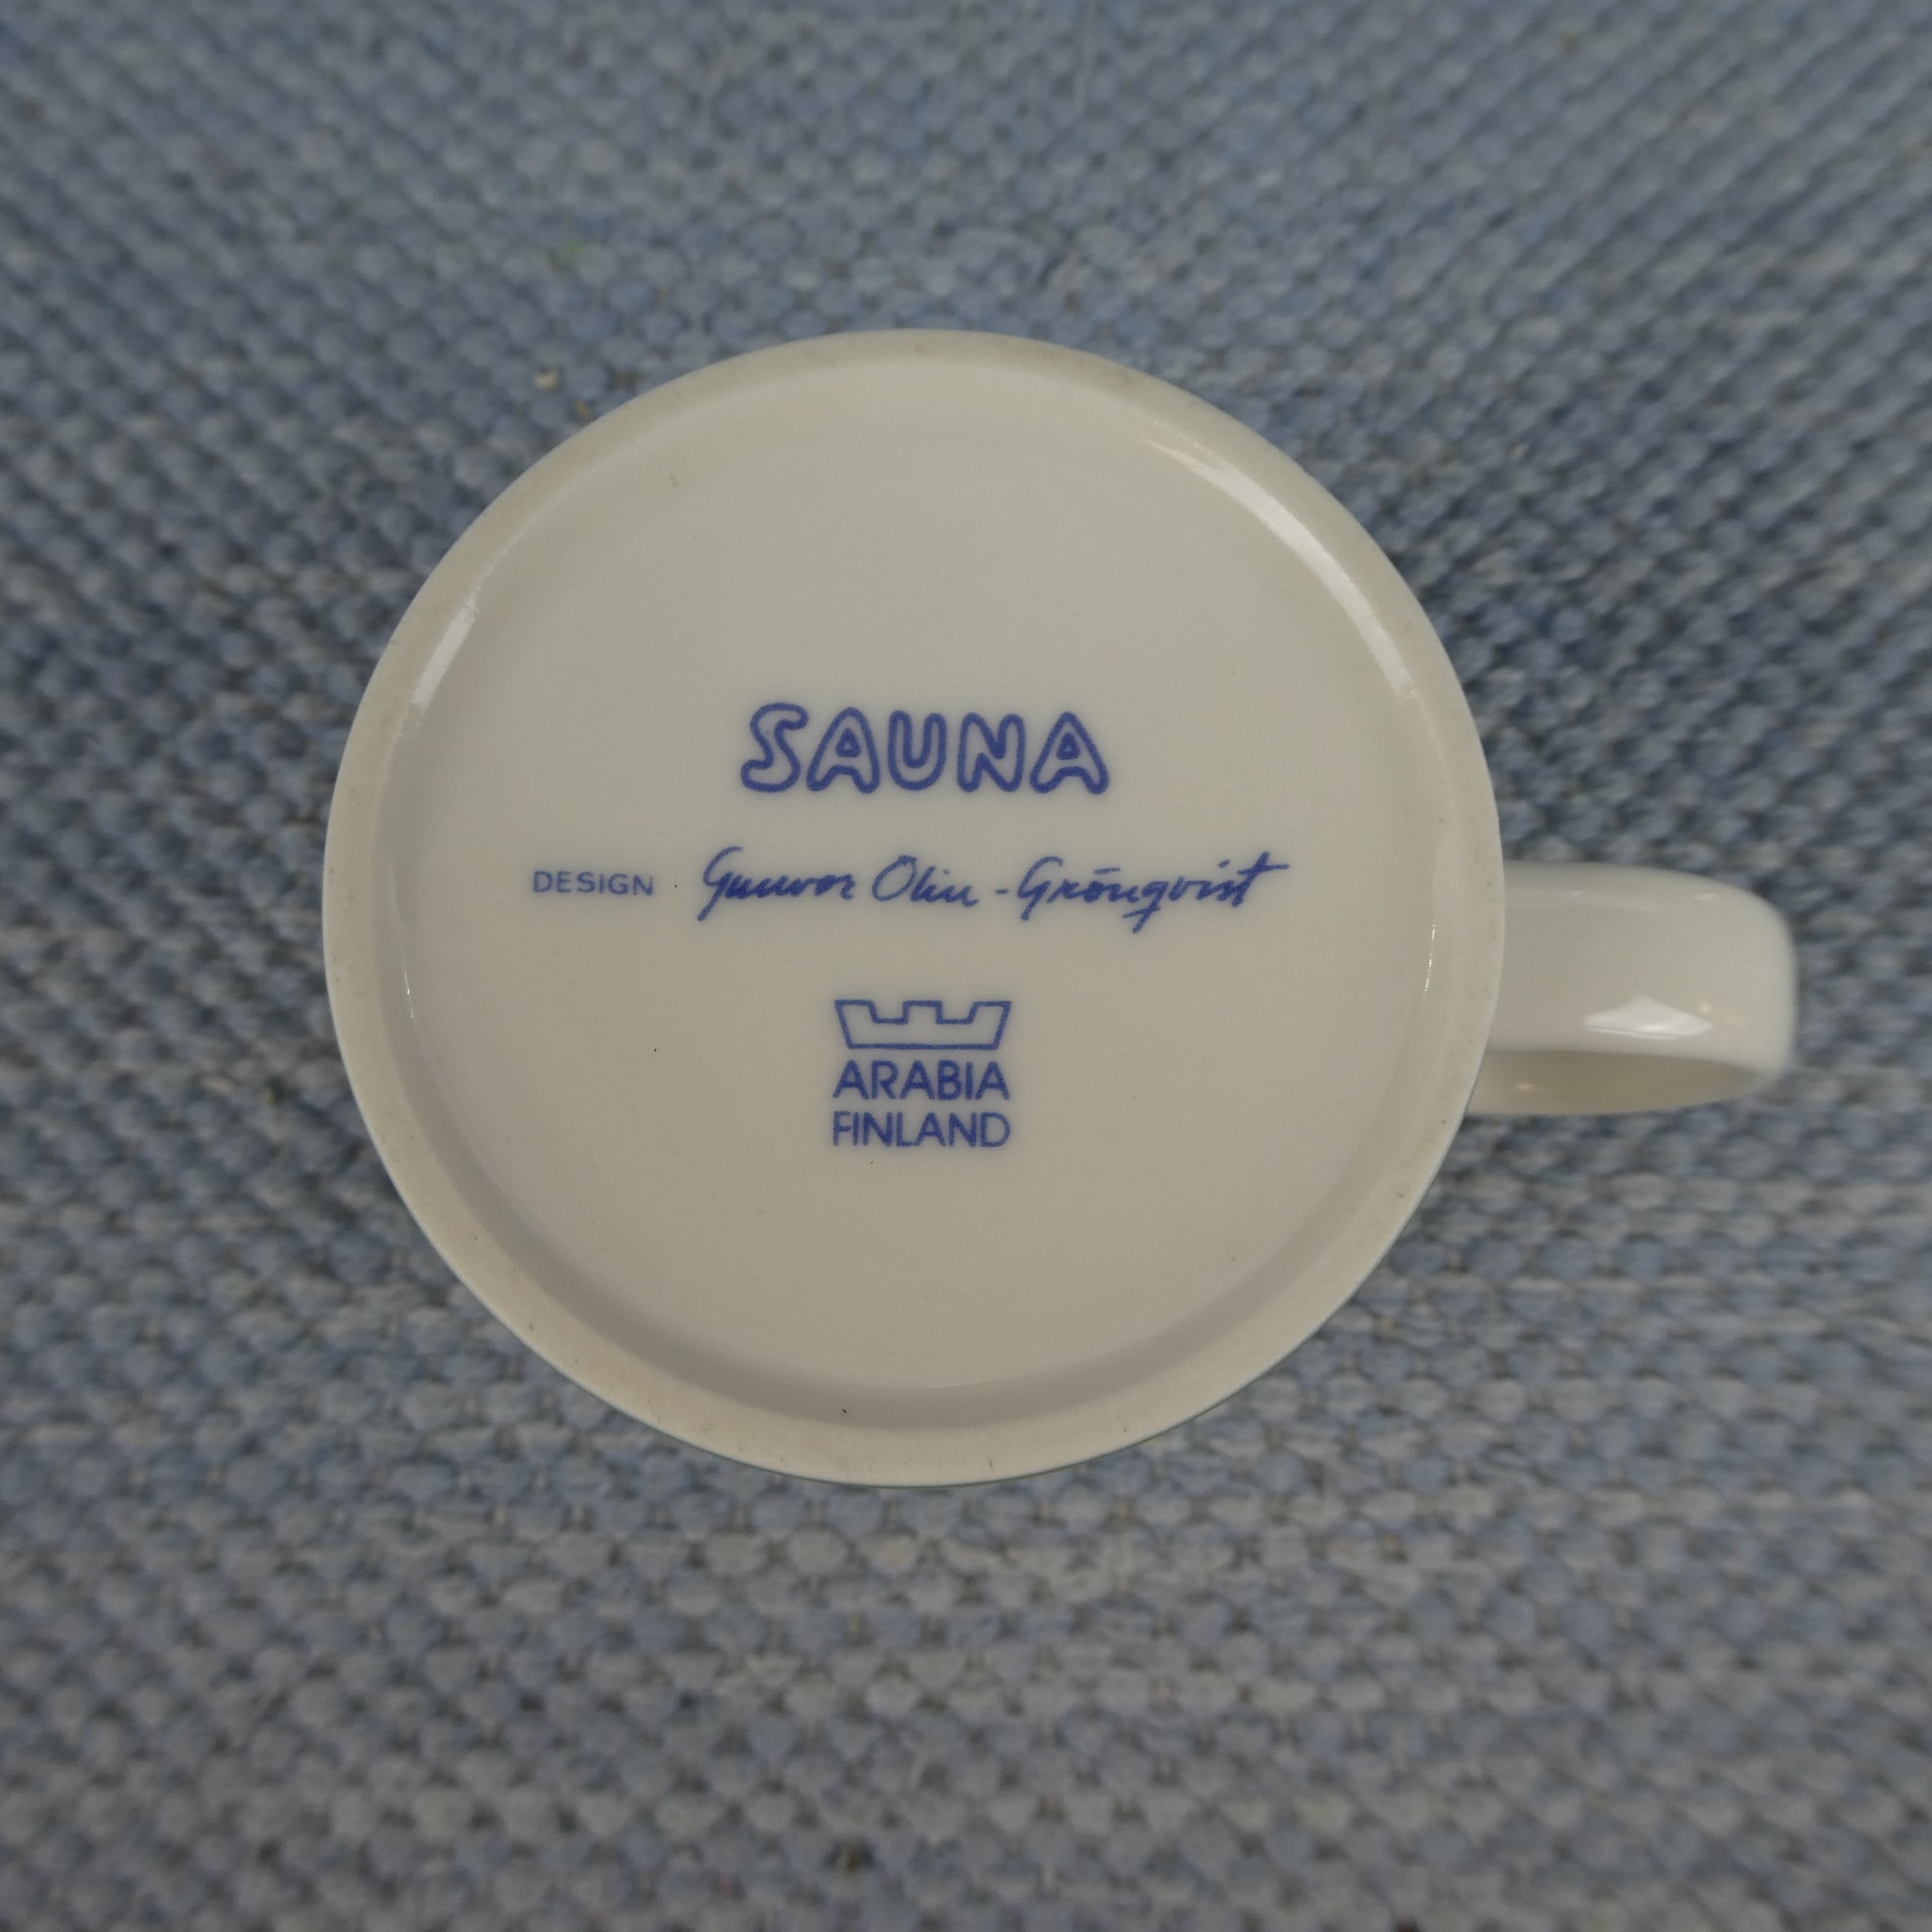 SAUNA
DESIGN Gunvor Olin-Grönqvist
ARABIA
FINLAND